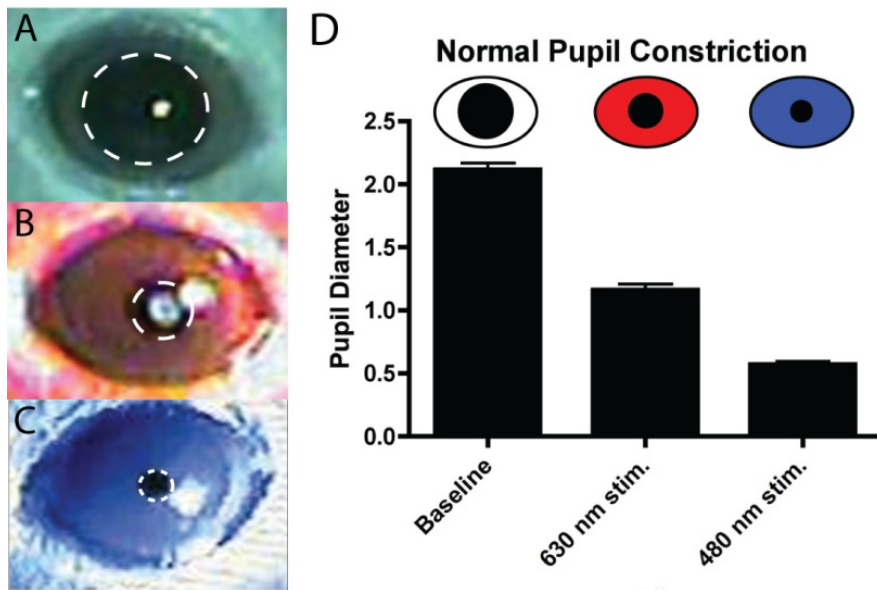 A
B
C
D
Normal Pupil Constriction
Pupil Diameter
2.5
2.0
1.5
1.0
0.5
0.0
Baseline
630 nm stim.
480 nm stim.